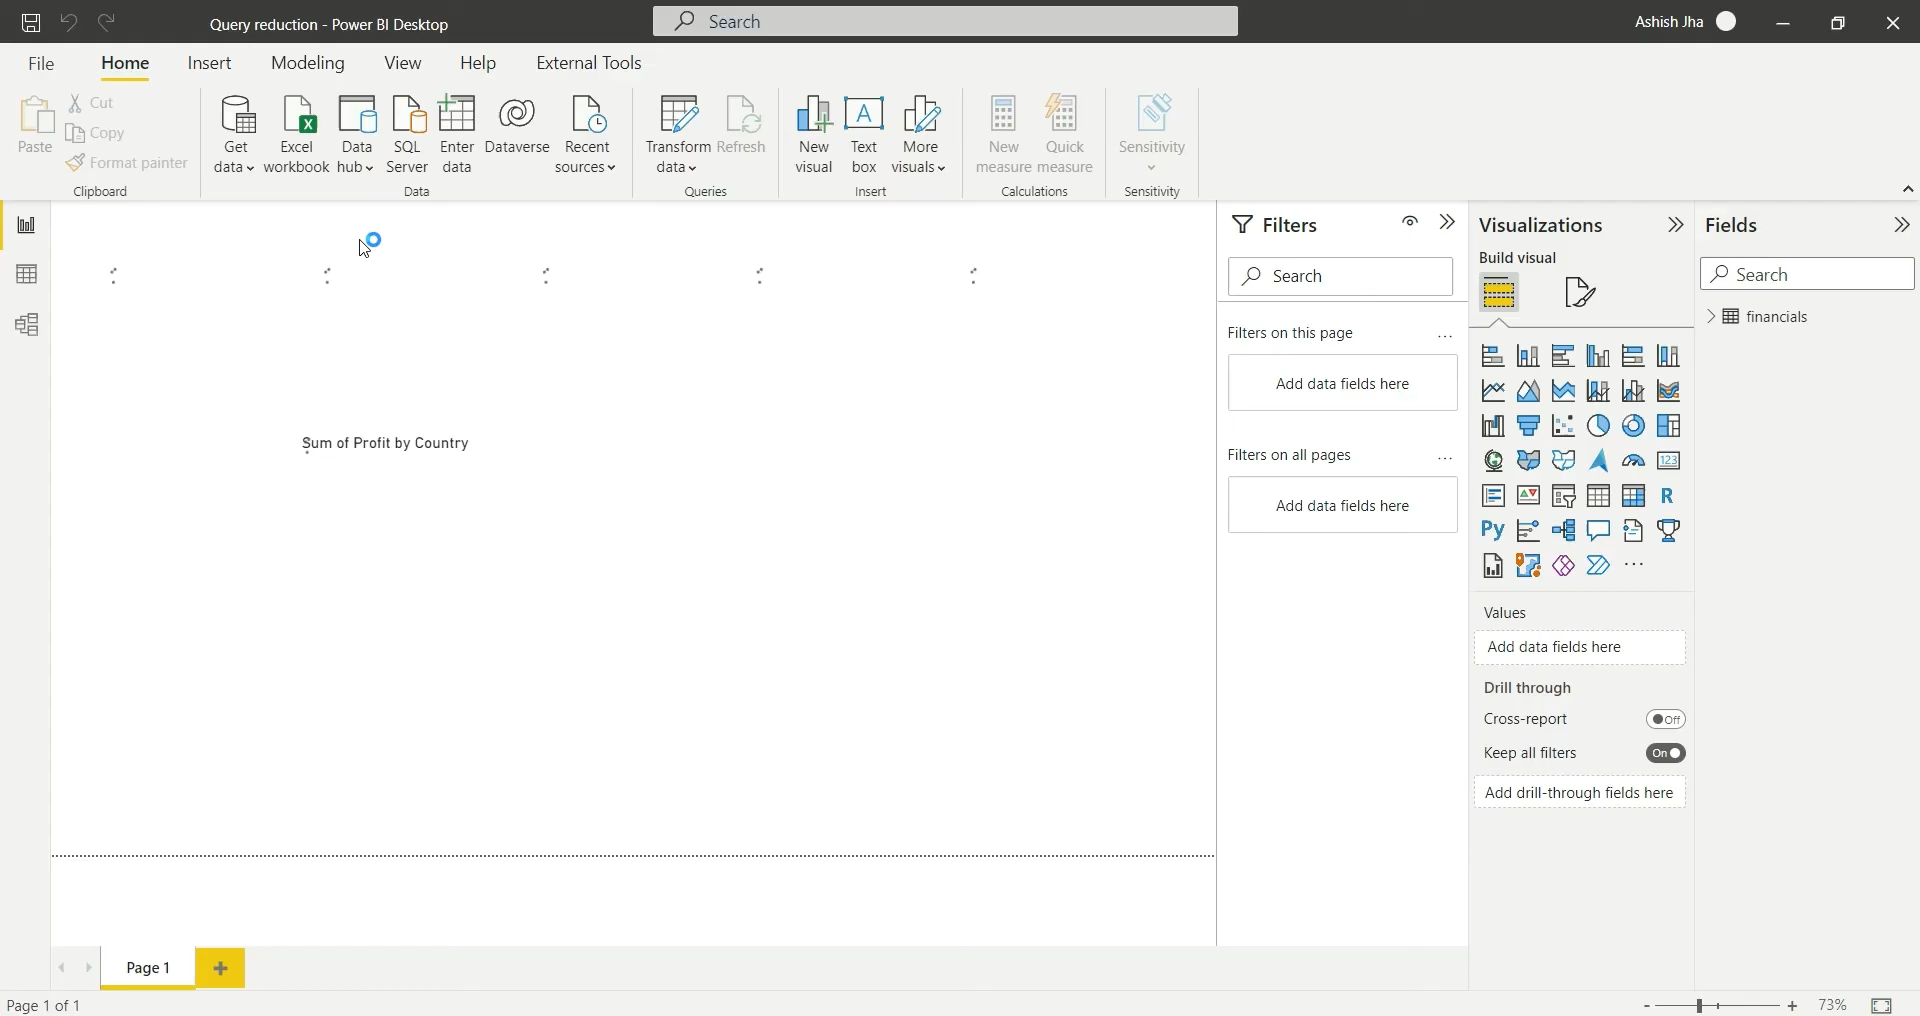 Query reduction - Power BI Desktop
Search
Ashish Jha
File
Home
Insert
Modeling
View
Help
External Tools
Paste
Cut
Copy
Format painter
Clipboard
Get data
Excel workbook
Data hub
SQL Server
Enter data
Dataverse
Recent sources
Data
Transform data
Refresh
Queries
New visual
A
Text box
More visuals
Insert
New measure
Quick measure
Calculations
Sensitivity
Sensitivity
Sum of Profit by Country
Filters
Search
Filters on this page
...
Add data fields here
Filters on all pages
...
Add data fields here
Visualizations
Build visual
123
R
Py
...
Values
Add data fields here
Drill through
Cross-report
Off
Keep all filters
On
Add drill-through fields here
Fields
Search
financials
Page 1
Page 1 of 1
- + 73%